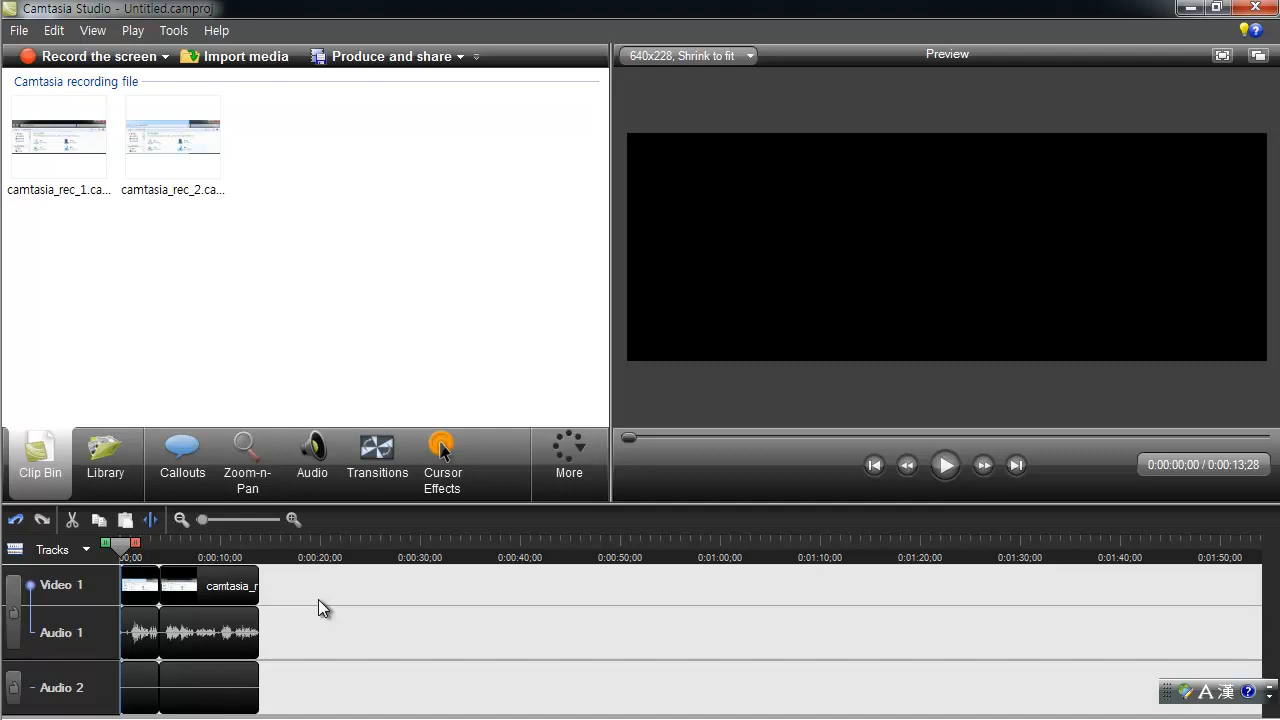 Camtasia Studio - Untitled.camproj
File Edit View Play Tools Help
Record the screen Import media Produce and share
640x228, Shrink to fit Preview
Camtasia recording file
camtasia_rec_1.ca... camtasia_rec_2.ca...
Clip Bin Library Callouts Zoom-n-Pan Audio Transitions Cursor Effects More
0:00:00;00 / 0:00:13;28
Tracks 00;00 0:00:10;00 0:00:20;00 0:00:30;00 0:00:40;00 0:00:50;00 0:01:00;00 0:01:10;00 0:01:20;00 0:01:30;00 0:01:40;00 0:01:50;00
Video 1 camtasia_r
Audio 1
Audio 2
A 漢